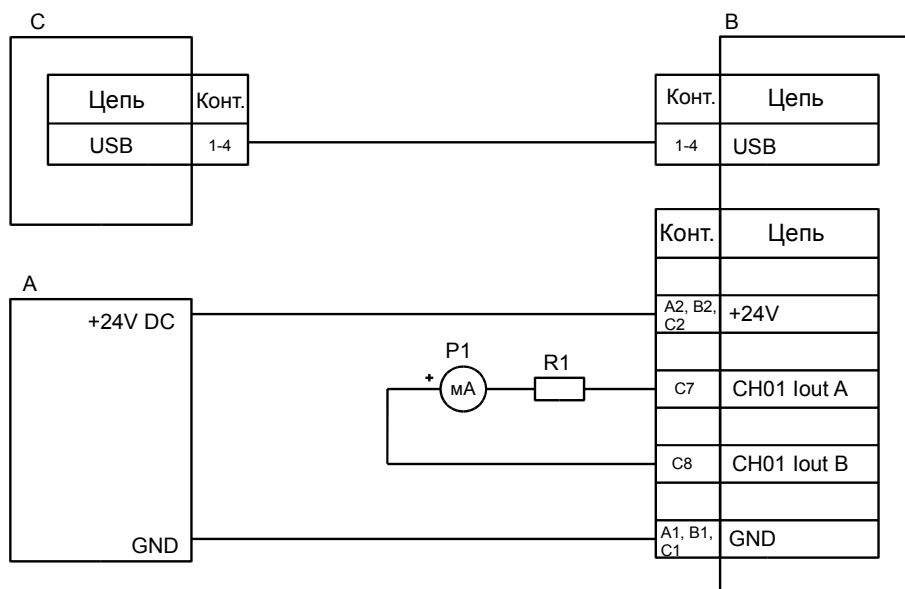 C
B
Цепь Конт.
USB 1-4
Конт. Цепь
1-4 USB
Конт. Цепь
A
+24V DC
A2, B2,
C2
+24V
P1
R1
+
мА
C7 CH01 Iout A
C8 CH01 Iout B
GND
A1, B1,
C1
GND